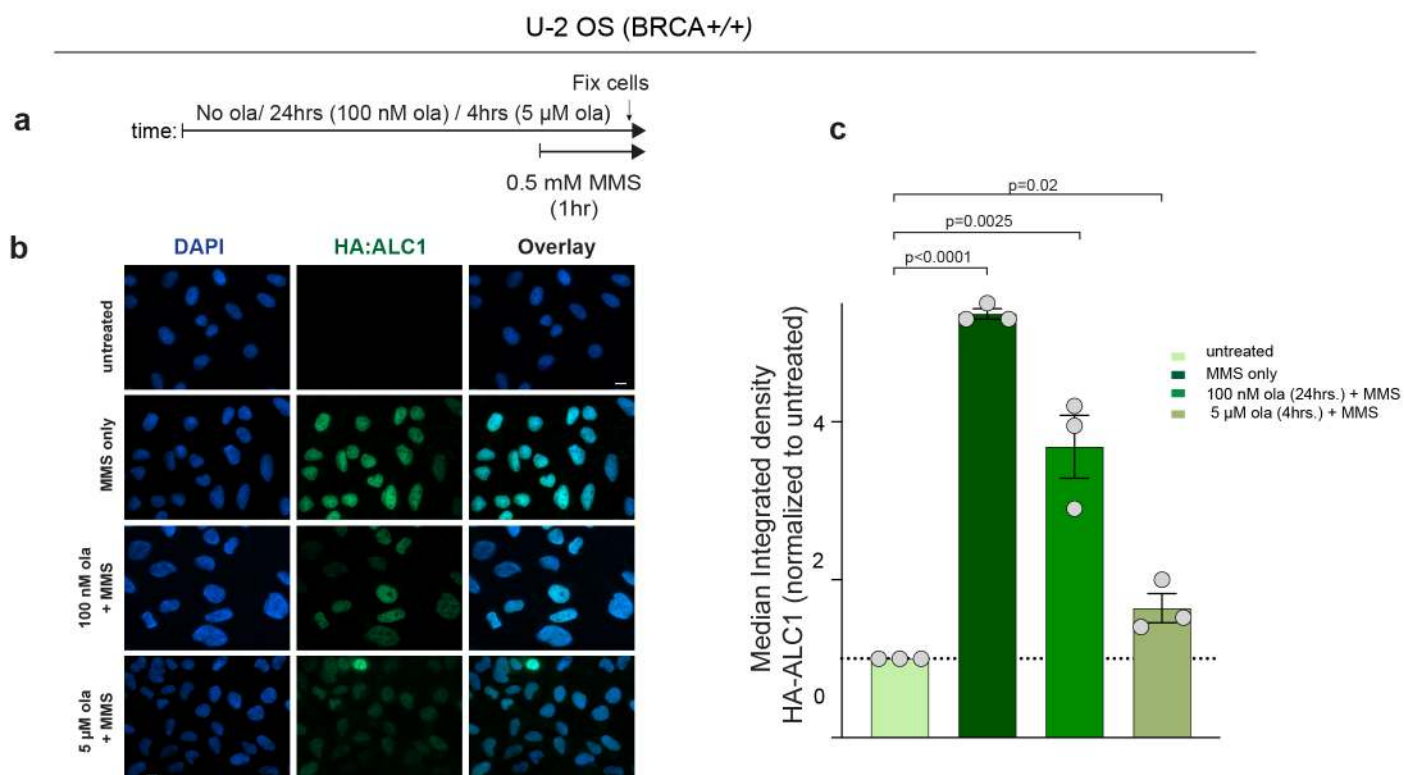 U-2 OS (BRCA+/+)
a
Fix cells
No ola/ 24hrs (100 nM ola) / 4hrs (5 µM ola)
time:
0.5 mM MMS
(1hr)
b
DAPI
HA:ALC1
Overlay
untreated
MMS only
100 nM ola
+ MMS
5 µM ola
+ MMS
c
p=0.02
p=0.0025
p<0.0001
Median Integrated density
HA-ALC1 (normalized to untreated)
4
2
0
untreated
MMS only
100 nM ola (24hrs.) + MMS
5 µM ola (4hrs.) + MMS